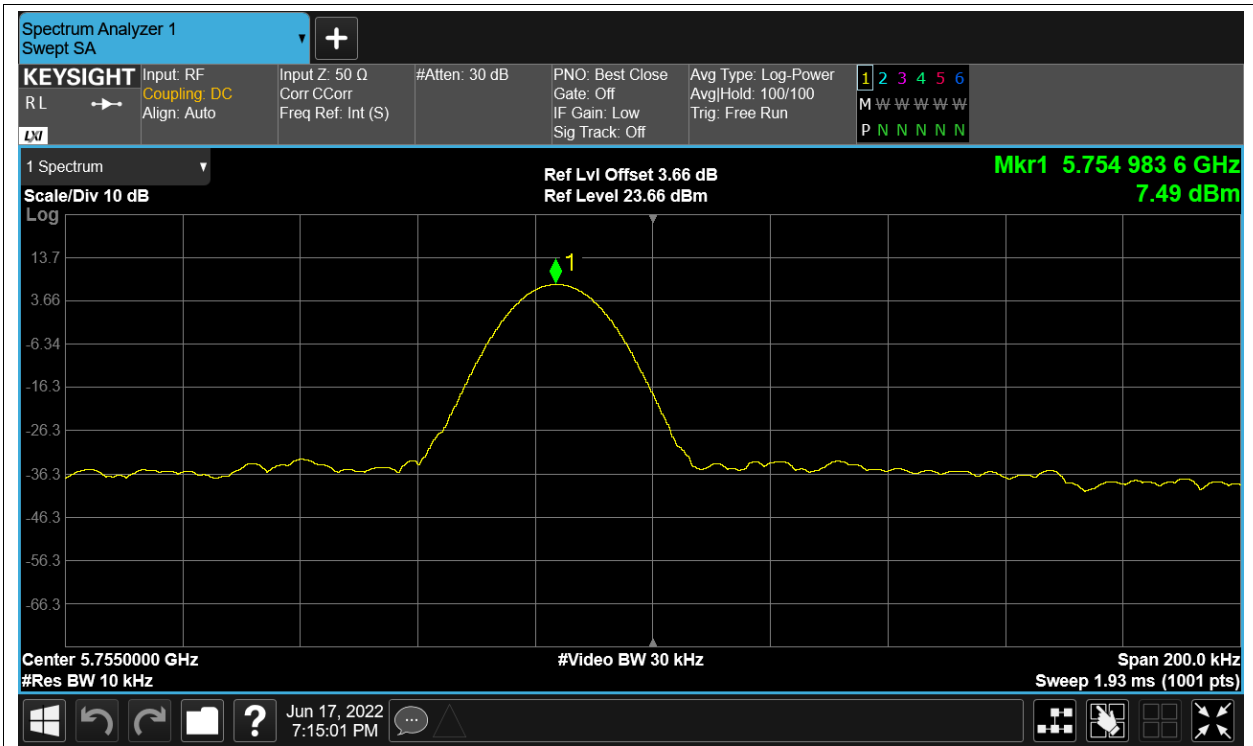 Spectrum Analyzer 1
Swept SA
KEYSIGHT
R L
LXI
Input: RF
Coupling: DC
Align: Auto
Input Z: 50 Ω
Corr CCorr
Freq Ref: Int (S)
#Atten: 30 dB
PNO: Best Close
Gate: Off
IF Gain: Low
Sig Track: Off
Avg Type: Log-Power
Avg|Hold: 100/100
Trig: Free Run
1 2 3 4 5 6
M W W W W W
P N N N N N
1 Spectrum
Scale/Div 10 dB
Log
Ref Lvl Offset 3.66 dB
Ref Level 23.66 dBm
Mkr1 5.754 983 6 GHz
7.49 dBm
1
13.7
3.66
-6.34
-16.3
-26.3
-36.3
-46.3
-56.3
-66.3
Center 5.7550000 GHz
#Video BW 30 kHz
Span 200.0 kHz
#Res BW 10 kHz
Sweep 1.93 ms (1001 pts)
?
Jun 17, 2022
7:15:01 PM